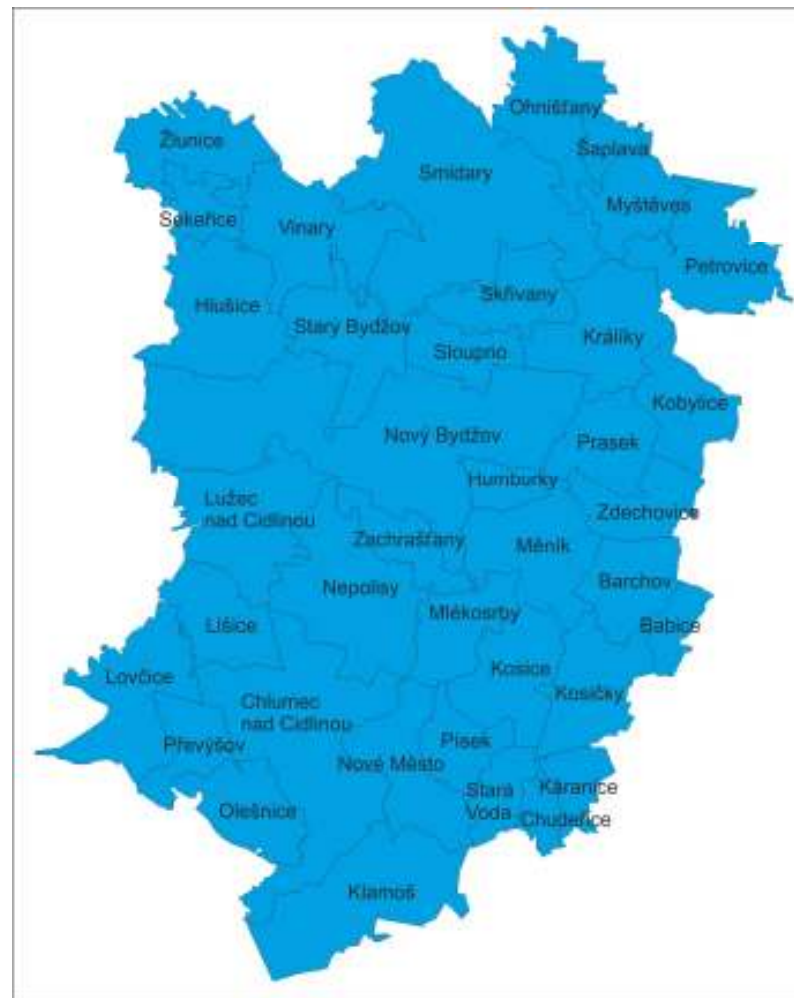 Ohnišťany
Žlunice
Šaplava
Smidary
Myštěves
Sekeřice
Vinary
Petrovice
Skřivany
Hlušice
Starý Bydžov
Králíky
Sloupno
Kobylice
Nový Bydžov
Prasek
Humburky
Lužec
nad Cidlinou
Zdechovice
Zachrašťany
Měník
Barchov
Nepolisy
Mlékosrby
Babice
Lišice
Kosice
Lovčice
Kosičky
Chlumec
nad Cidlinou
Převýšov
Písek
Nové Město
Stará
Voda
Káranice
Olešnice
Chudeřice
Klamoš